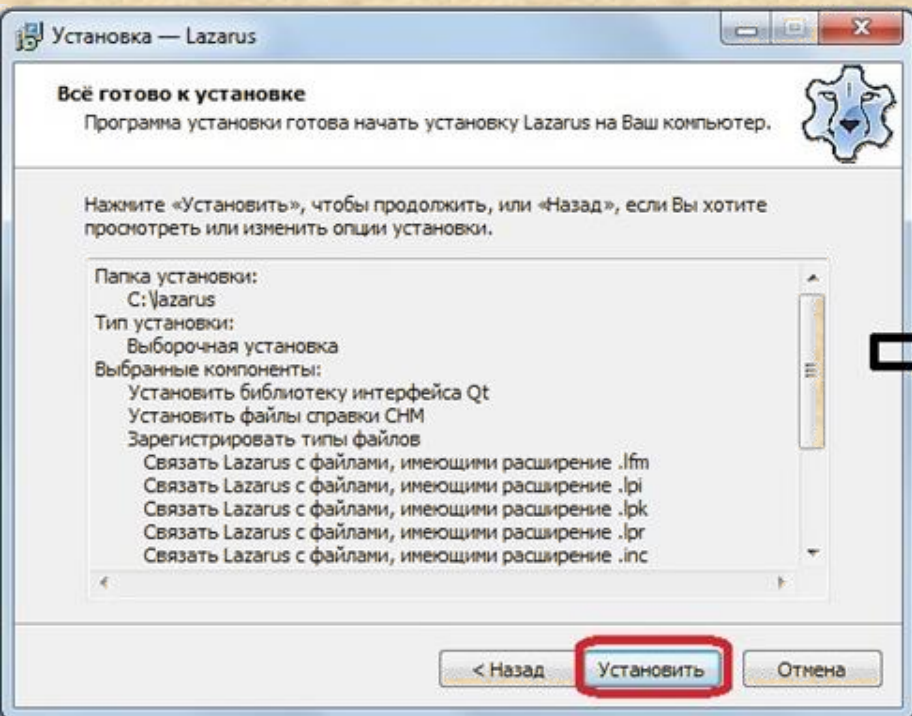 Установка — Lazarus
Всё готово к установке
Программа установки готова начать установку Lazarus на Ваш компьютер.
Нажмите «Установить», чтобы продолжить, или «Назад», если Вы хотите
просмотреть или изменить опции установки.
Папка установки:
C:\lazarus
Тип установки:
Выборочная установка
Выбранные компоненты:
Установить библиотеку интерфейса Qt
Установить файлы справки CHM
Зарегистрировать типы файлов
Связать Lazarus с файлами, имеющими расширение .lfm
Связать Lazarus с файлами, имеющими расширение .lpi
Связать Lazarus с файлами, имеющими расширение .lpk
Связать Lazarus с файлами, имеющими расширение .lpr
Связать Lazarus с файлами, имеющими расширение .inc
< Назад Установить Отмена